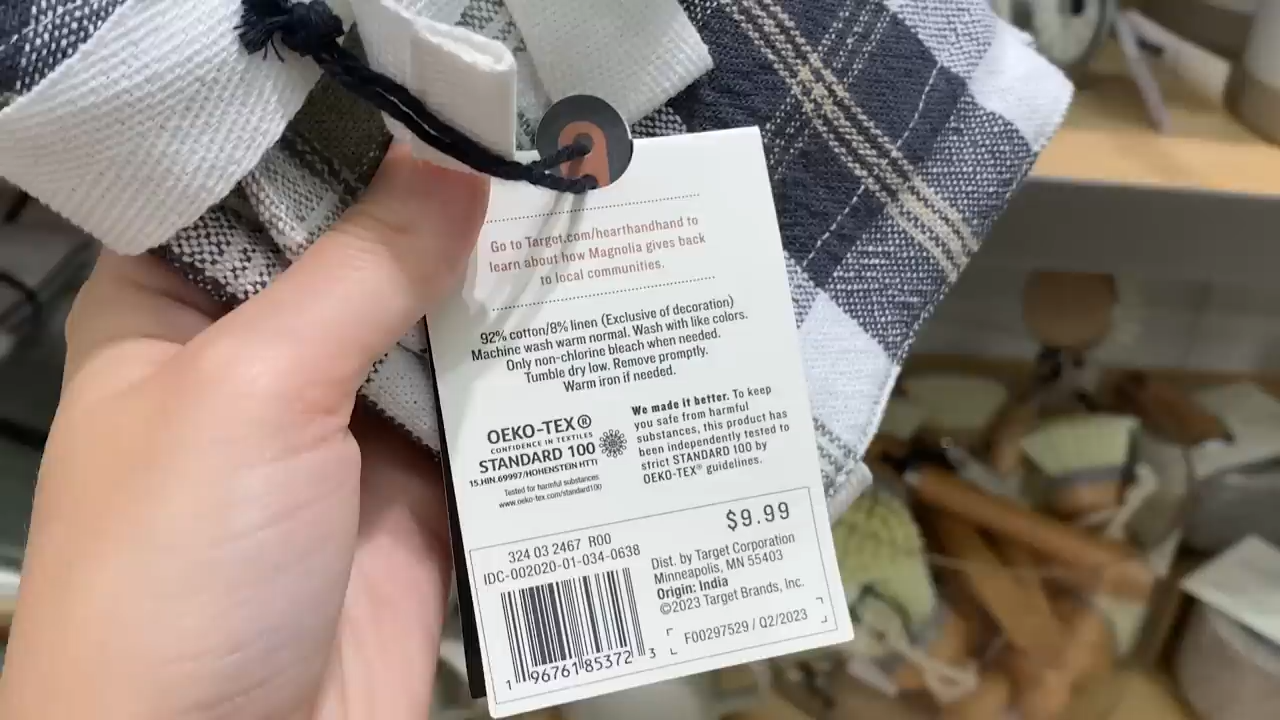 Go to Target.com/hearthandhand to
learn about how Magnolia gives back
to local communities.
92% cotton/8% linen (Exclusive of decoration)
Machine wash warm normal. Wash with like colors.
Only non-chlorine bleach when needed.
Tumble dry low. Remove promptly.
Warm iron if needed.
OEKO-TEX®
CONFIDENCE IN TEXTILES
STANDARD 100
15.HIN.69997/HOHENSTEIN HTTI
Tested for harmful substances
www.oeko-tex.com/standard100
We made it better. To keep
you safe from harmful
substances, this product has
been independently tested to
strict STANDARD 100 by
OEKO-TEX® guidelines.
$9.99
324 03 2467 R00
IDC-002020-01-034-0638
1 96761 85372 3
Dist. by Target Corporation
Minneapolis, MN 55403
Origin: India
©2023 Target Brands, Inc.
F00297529 / Q2/2023